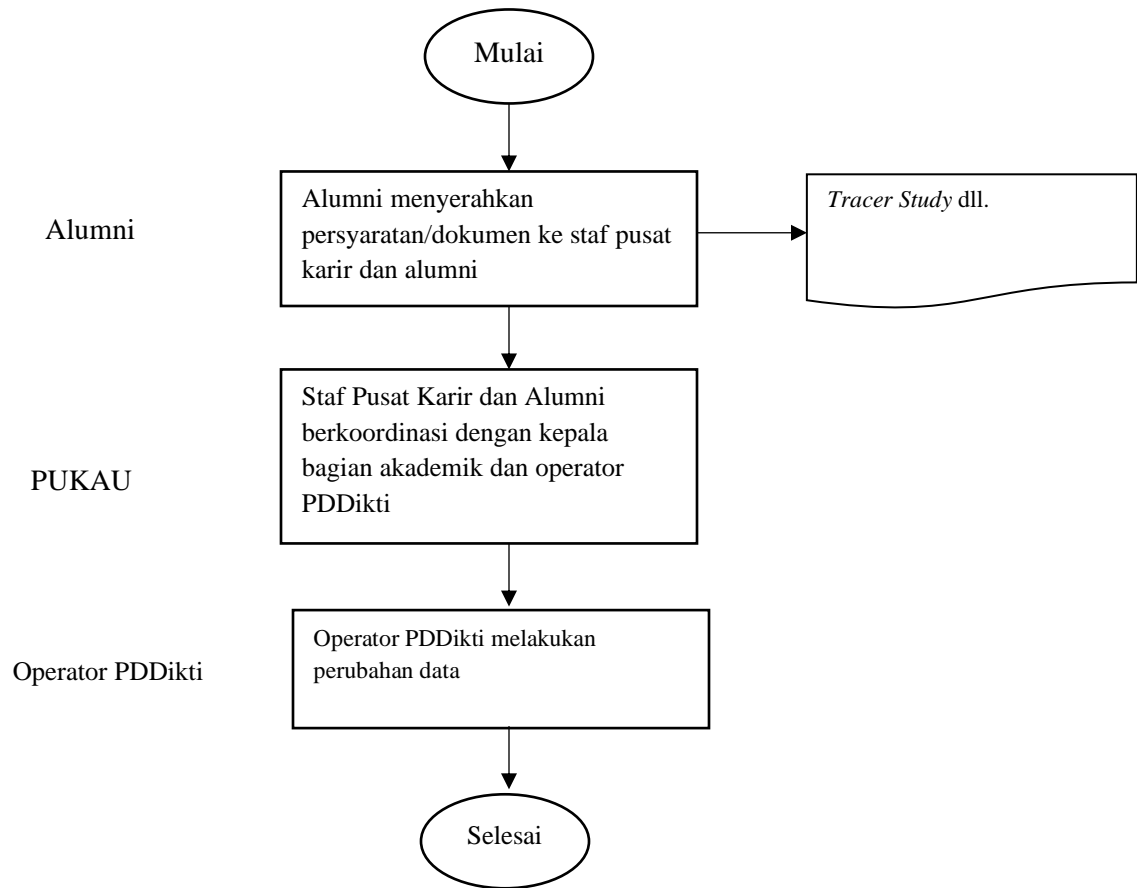 Mulai
Alumni
Alumni menyerahkan
persyaratan/dokumen ke staf pusat
karir dan alumni
Tracer Study dll.
PUKAU
Staf Pusat Karir dan Alumni
berkoordinasi dengan kepala
bagian akademik dan operator
PDDikti
Operator PDDikti
Operator PDDikti melakukan
perubahan data
Selesai